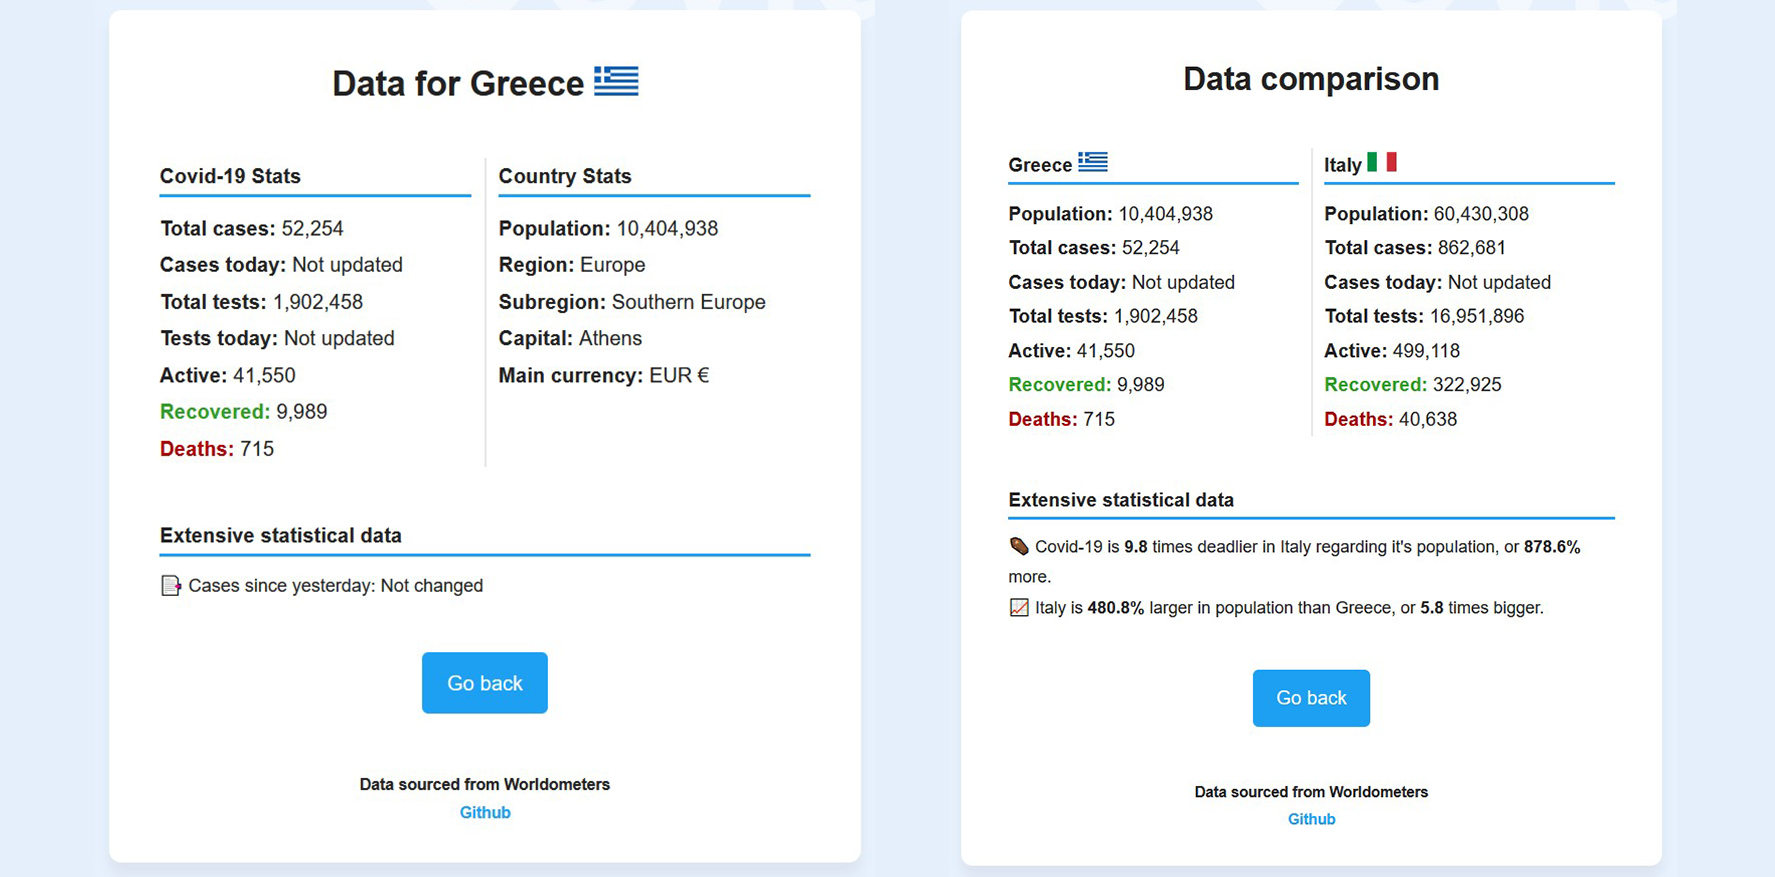 Data for Greece
Covid-19 Stats
Total cases: 52,254
Cases today: Not updated
Total tests: 1,902,458
Tests today: Not updated
Active: 41,550
Recovered: 9,989
Deaths: 715
Country Stats
Population: 10,404,938
Region: Europe
Subregion: Southern Europe
Capital: Athens
Main currency: EUR €
Extensive statistical data
Cases since yesterday: Not changed
Go back
Data sourced from Worldometers
Github
Data comparison
Greece
Population: 10,404,938
Total cases: 52,254
Cases today: Not updated
Total tests: 1,902,458
Active: 41,550
Recovered: 9,989
Deaths: 715
Italy
Population: 60,430,308
Total cases: 862,681
Cases today: Not updated
Total tests: 16,951,896
Active: 499,118
Recovered: 322,925
Deaths: 40,638
Extensive statistical data
Covid-19 is 9.8 times deadlier in Italy regarding it's population, or 878.6%
more.
Italy is 480.8% larger in population than Greece, or 5.8 times bigger.
Go back
Data sourced from Worldometers
Github